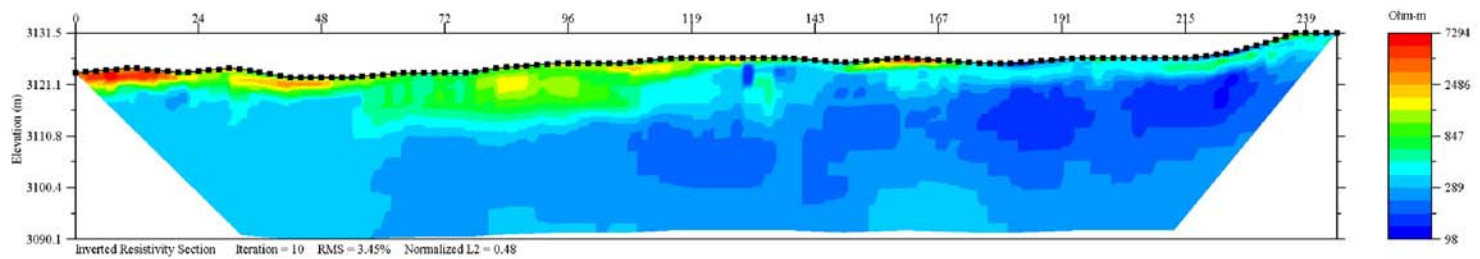 0 24 48 72 96 119 143 167 191 215 239 Ohm-m
3131.5 7294
3121.1 2486
3110.8 847
3100.4 289
3090.1 98
Elevation (m)
Inverted Resistivity Section Iteration = 10 RMS = 3.45% Normalized L2 = 0.48